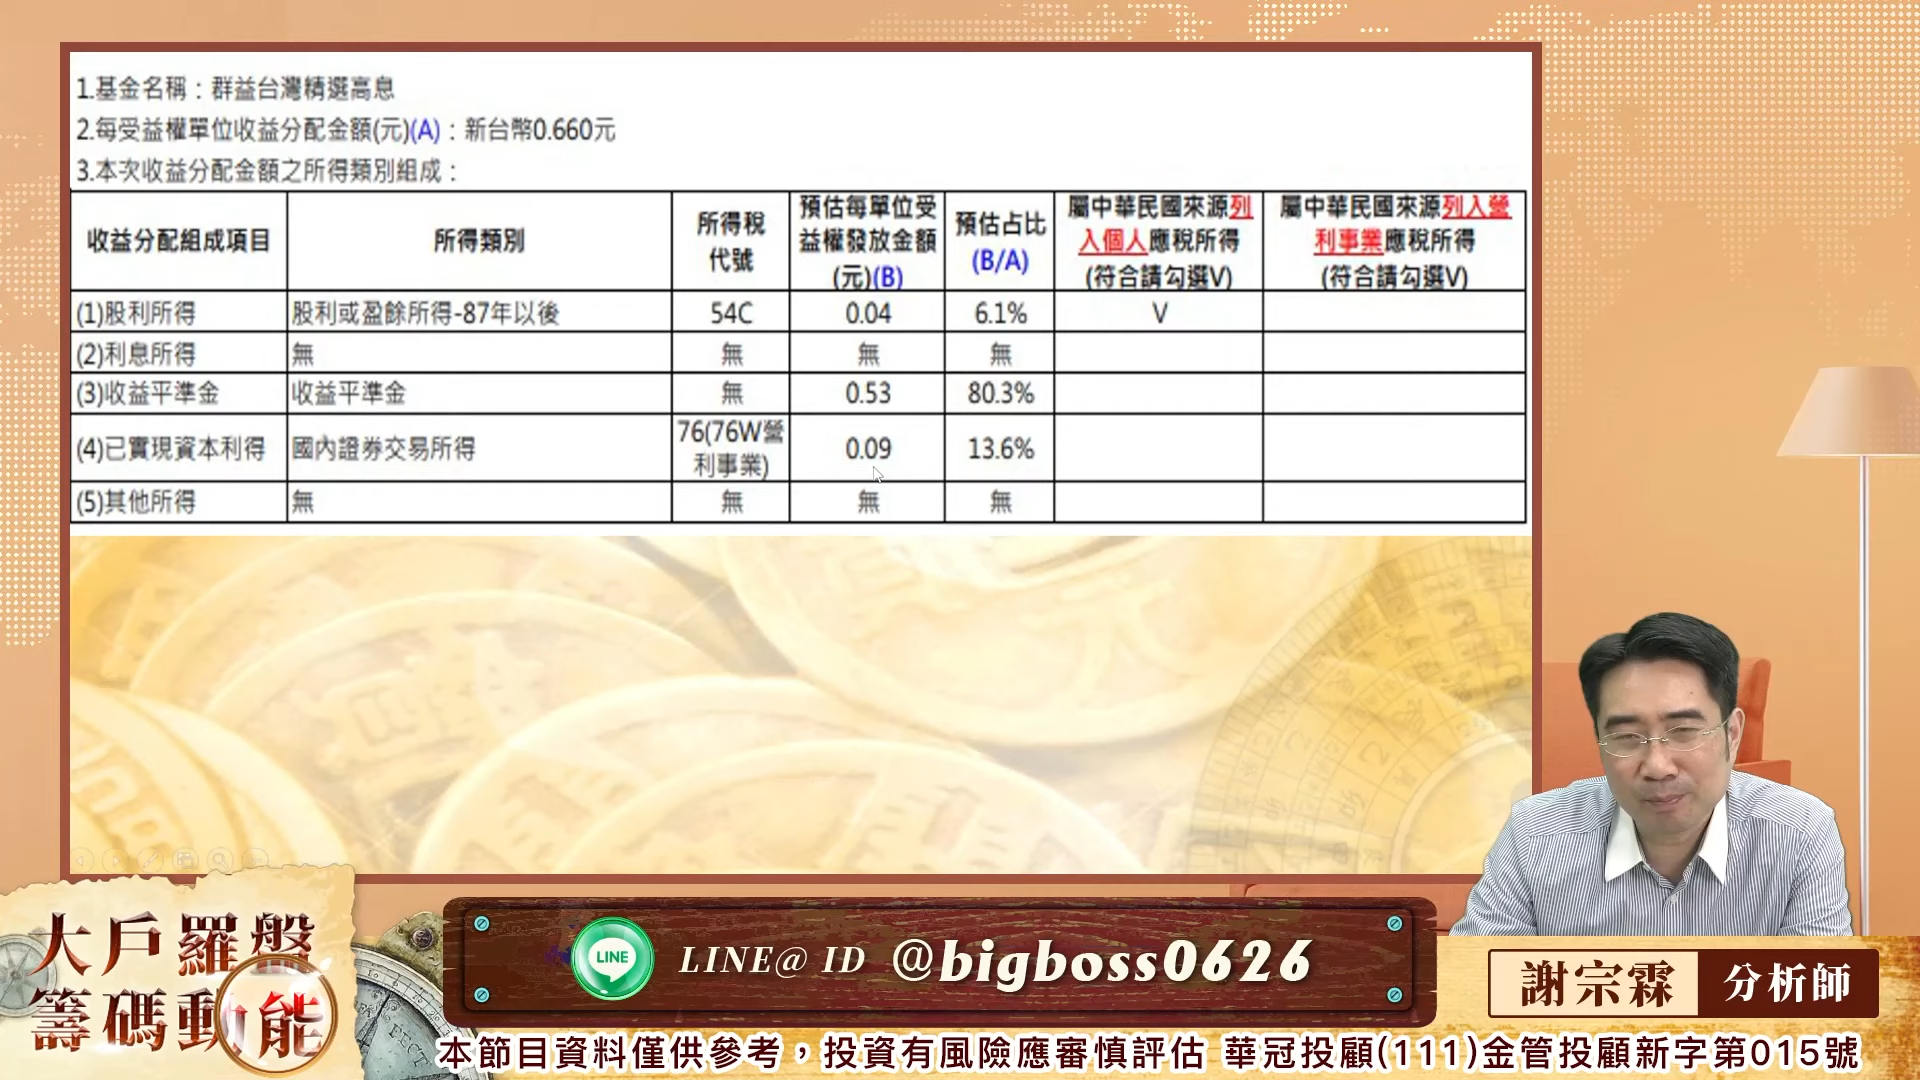 1.基金名稱：群益台灣精選高息
2.每受益權單位收益分配金額(元)(A)：新台幣0.660元
3.本次收益分配金額之所得類別組成：
收益分配組成項目 所得類別 所得稅代號 預估每單位受益權發放金額(元)(B) 預估占比(B/A) 屬中華民國來源列入個人應稅所得(符合請勾選V) 屬中華民國來源列入營利事業應稅所得(符合請勾選V)
(1)股利所得 股利或盈餘所得-87年以後 54C 0.04 6.1% V
(2)利息所得 無 無 無 無
(3)收益平準金 收益平準金 無 0.53 80.3%
(4)已實現資本利得 國內證券交易所得 76(76W營利事業) 0.09 13.6%
(5)其他所得 無 無 無 無
大戶羅盤
籌碼動能
LINE LINE@ ID @bigboss0626
謝宗霖 分析師
本節目資料僅供參考，投資有風險應審慎評估 華冠投顧(111)金管投顧新字第015號